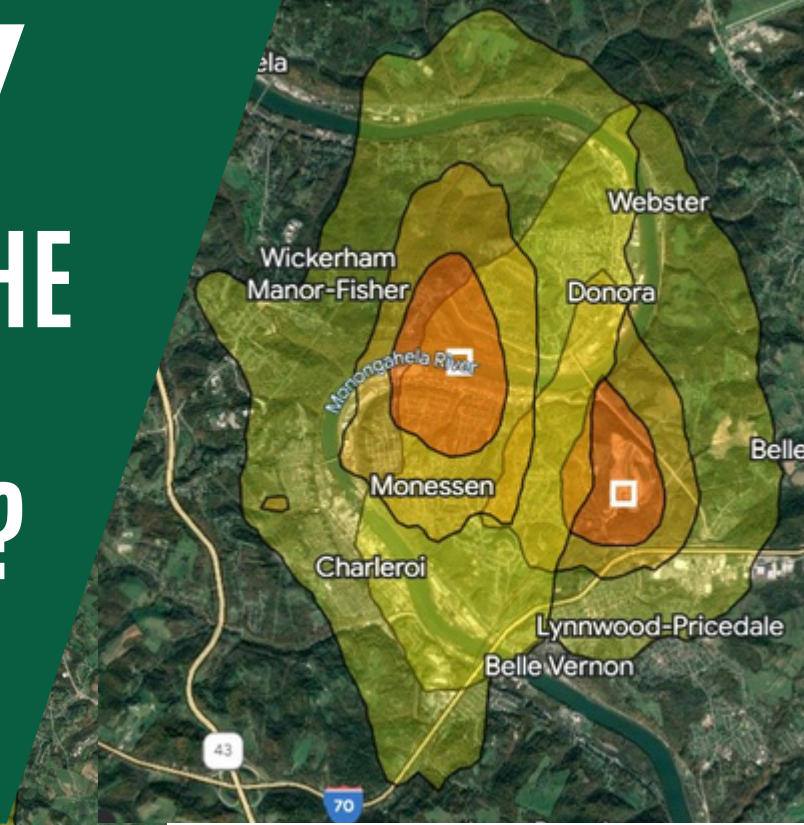 Y
HE
?
ela
Webster
Wickerham
Manor-Fisher
Donora
Monongahela River
Belle
Monessen
Charleroi
Lynnwood-Pricedale
Belle Vernon
43
70